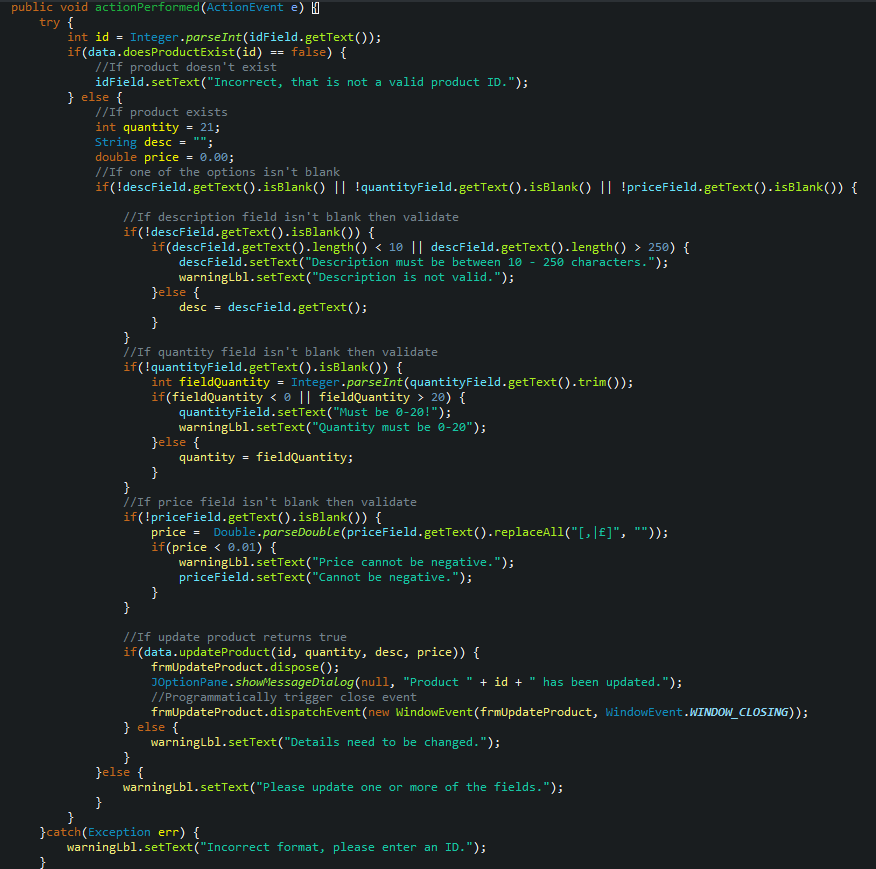 public void actionPerformed(ActionEvent e) {
    try {
        int id = Integer.parseInt(idField.getText());
        if(data.doesProductExist(id) == false) {
            //If product doesn't exist
            idField.setText("Incorrect, that is not a valid product ID.");
        } else {
            //If product exists
            int quantity = 21;
            String desc = "";
            double price = 0.00;
            //If one of the options isn't blank
            if(!descField.getText().isBlank() || !quantityField.getText().isBlank() || !priceField.getText().isBlank()) {
                //If description field isn't blank then validate
                if(!descField.getText().isBlank()) {
                    if(descField.getText().length() < 10 || descField.getText().length() > 250) {
                        descField.setText("Description must be between 10 - 250 characters.");
                        warningLbl.setText("Description is not valid.");
                    }else {
                        desc = descField.getText();
                    }
                }
                //If quantity field isn't blank then validate
                if(!quantityField.getText().isBlank()) {
                    int fieldQuantity = Integer.parseInt(quantityField.getText().trim());
                    if(fieldQuantity < 0 || fieldQuantity > 20) {
                        quantityField.setText("Must be 0-20!");
                        warningLbl.setText("Quantity must be 0-20");
                    }else {
                        quantity = fieldQuantity;
                    }
                }
                //If price field isn't blank then validate
                if(!priceField.getText().isBlank()) {
                    price =  Double.parseDouble(priceField.getText().replaceAll("[,|£]", ""));
                    if(price < 0.01) {
                        warningLbl.setText("Price cannot be negative.");
                        priceField.setText("Cannot be negative.");
                    }
                }
                //If update product returns true
                if(data.updateProduct(id, quantity, desc, price)) {
                    frmUpdateProduct.dispose();
                    JOptionPane.showMessageDialog(null, "Product " + id + " has been updated.");
                    //Programmatically trigger close event
                    frmUpdateProduct.dispatchEvent(new WindowEvent(frmUpdateProduct, WindowEvent.WINDOW_CLOSING));
                } else {
                    warningLbl.setText("Details need to be changed.");
                }
            }else {
                warningLbl.setText("Please update one or more of the fields.");
            }
        }
    }catch(Exception err) {
        warningLbl.setText("Incorrect format, please enter an ID.");
    }